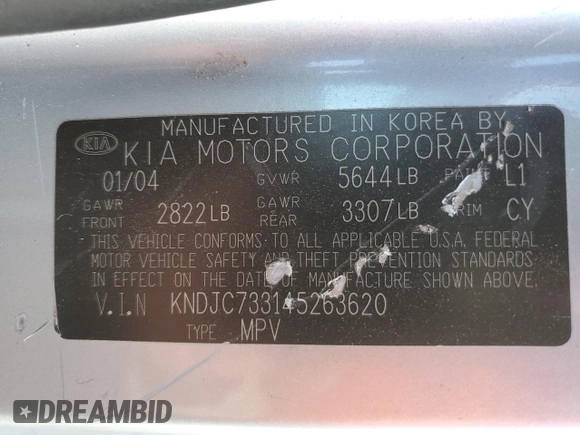 MANUFACTURED IN KOREA BY
KIA KIA MOTORS CORPORATION
01/04 GVWR 5644LB PAINT L1
GAWR FRONT 2822LB GAWR REAR 3307LB TRIM CY
THIS VEHICLE CONFORMS TO ALL APPLICABLE U.S.A. FEDERAL
MOTOR VEHICLE SAFETY AND THEFT PREVENTION STANDARDS
IN EFFECT ON THE DATE OF MANUFACTURE SHOWN ABOVE.
V.I.N KNDJC733145263620
TYPE MPV
DREAMBID